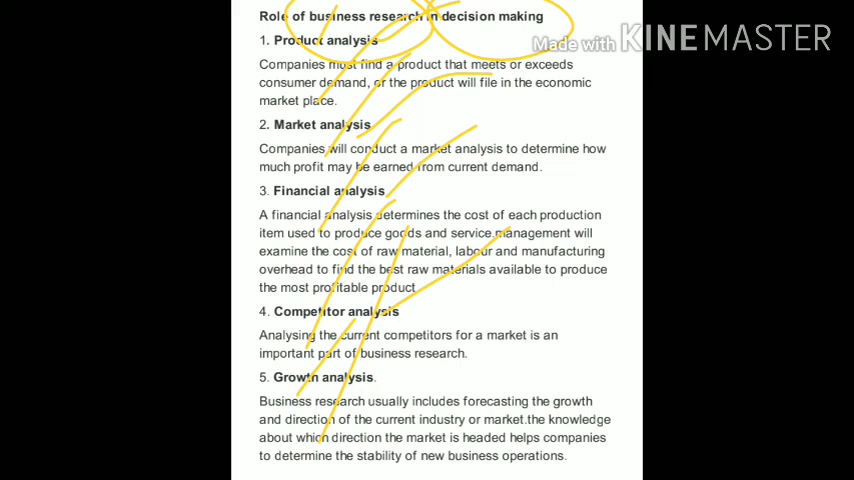 Role of business research in decision making
Made with KINEMASTER
1. Product analysis
Companies must find a product that meets or exceeds
consumer demand, or the product will file in the economic
market place.
2. Market analysis
Companies will conduct a market analysis to determine how
much profit may be earned from current demand.
3. Financial analysis
A financial analysis determines the cost of each production
item used to produce goods and service.management will
examine the cost of raw material, labour and manufacturing
overhead to find the best raw materials available to produce
the most profitable product
4. Competitor analysis
Analysing the current competitors for a market is an
important part of business research.
5. Growth analysis.
Business research usually includes forecasting the growth
and direction of the current industry or market.the knowledge
about which direction the market is headed helps companies
to determine the stability of new business operations.